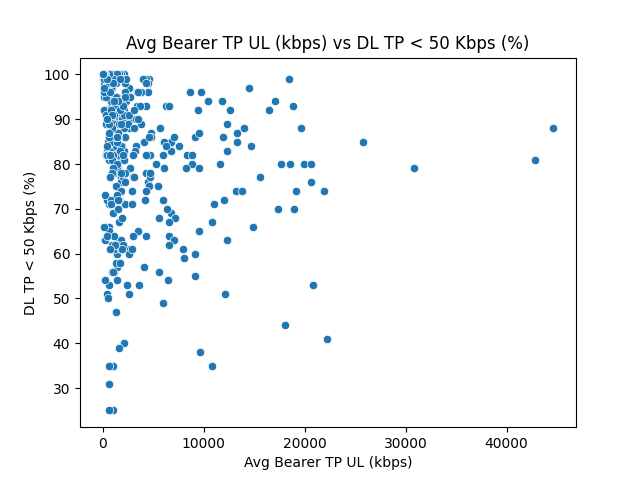 Avg Bearer TP UL (kbps) vs DL TP < 50 Kbps (%)
100
90
80
70
60
50
40
30
DL TP < 50 Kbps (%)
0 10000 20000 30000 40000
Avg Bearer TP UL (kbps)